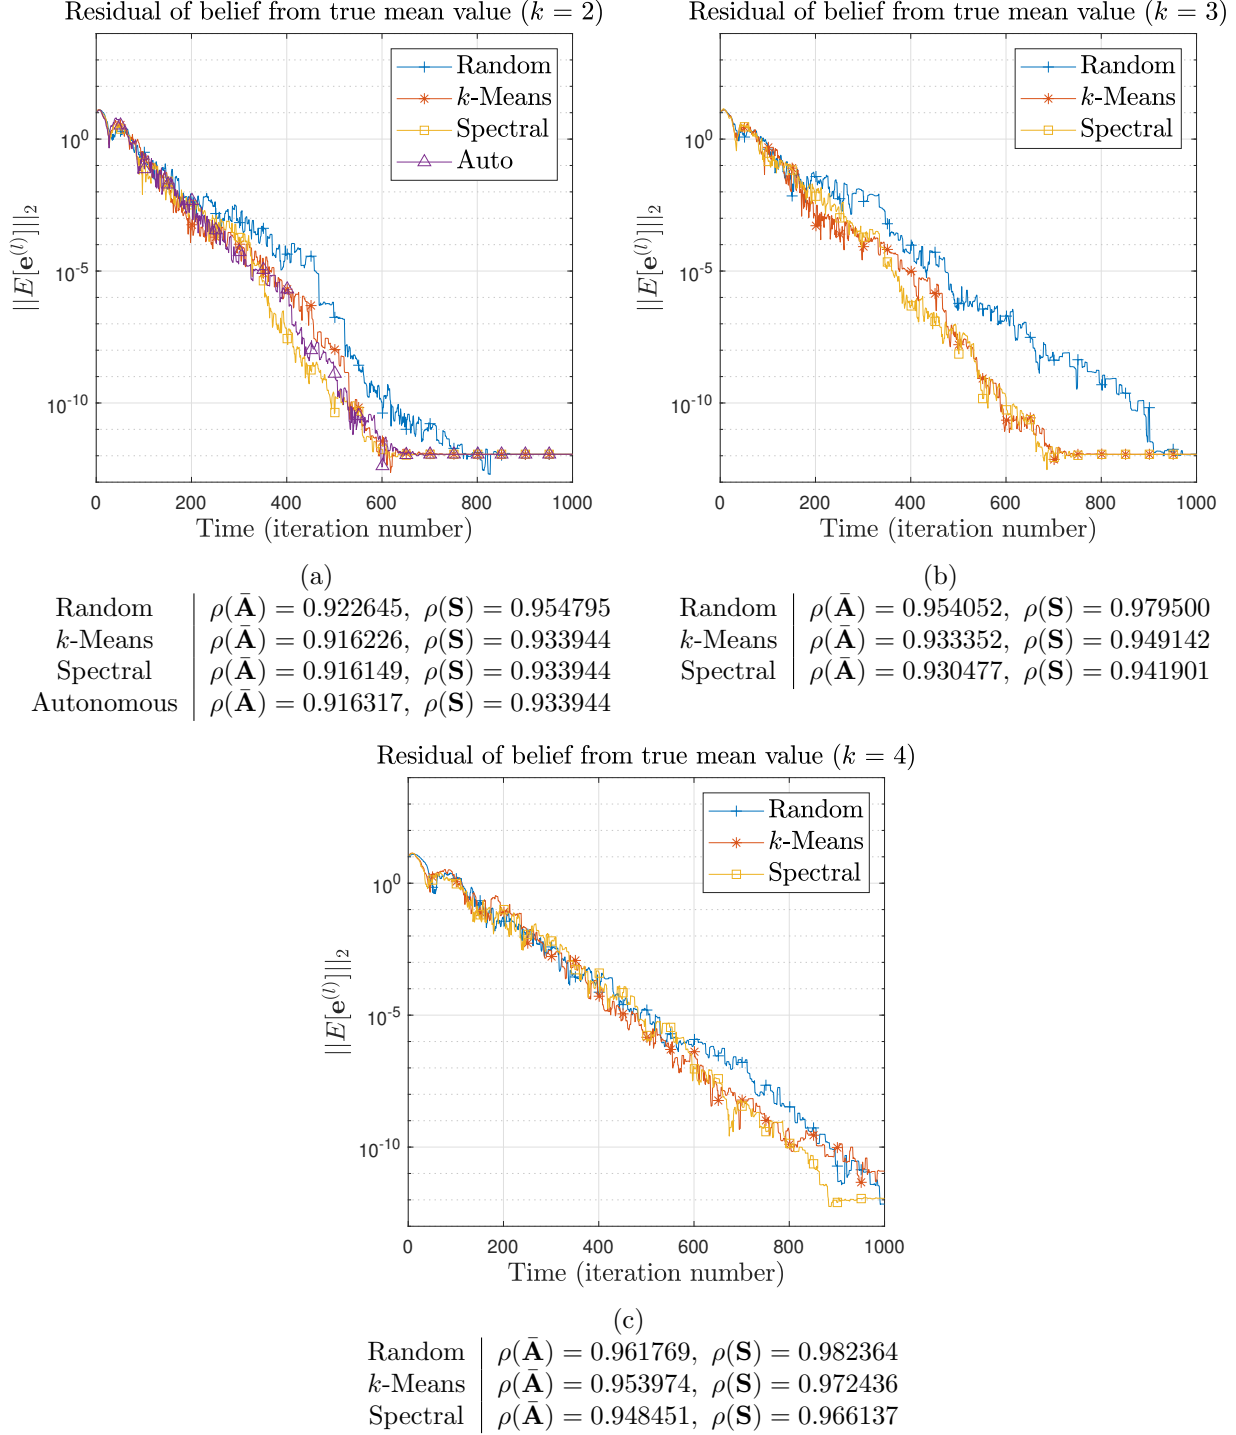 Residual of belief from true mean value (k = 2)
Random
k-Means
Spectral
Auto
10^0
10^-5
10^-10
||E[e^(l)]||_2
0 200 400 600 800 1000
Time (iteration number)
(a)
Random ρ(Ā) = 0.922645, ρ(S) = 0.954795
k-Means ρ(Ā) = 0.916226, ρ(S) = 0.933944
Spectral ρ(Ā) = 0.916149, ρ(S) = 0.933944
Autonomous ρ(Ā) = 0.916317, ρ(S) = 0.933944
Residual of belief from true mean value (k = 3)
Random
k-Means
Spectral
10^0
10^-5
10^-10
||E[e^(l)]||_2
0 200 400 600 800 1000
Time (iteration number)
(b)
Random ρ(Ā) = 0.954052, ρ(S) = 0.979500
k-Means ρ(Ā) = 0.933352, ρ(S) = 0.949142
Spectral ρ(Ā) = 0.930477, ρ(S) = 0.941901
Residual of belief from true mean value (k = 4)
Random
k-Means
Spectral
10^0
10^-5
10^-10
||E[e^(l)]||_2
0 200 400 600 800 1000
Time (iteration number)
(c)
Random ρ(Ā) = 0.961769, ρ(S) = 0.982364
k-Means ρ(Ā) = 0.953974, ρ(S) = 0.972436
Spectral ρ(Ā) = 0.948451, ρ(S) = 0.966137